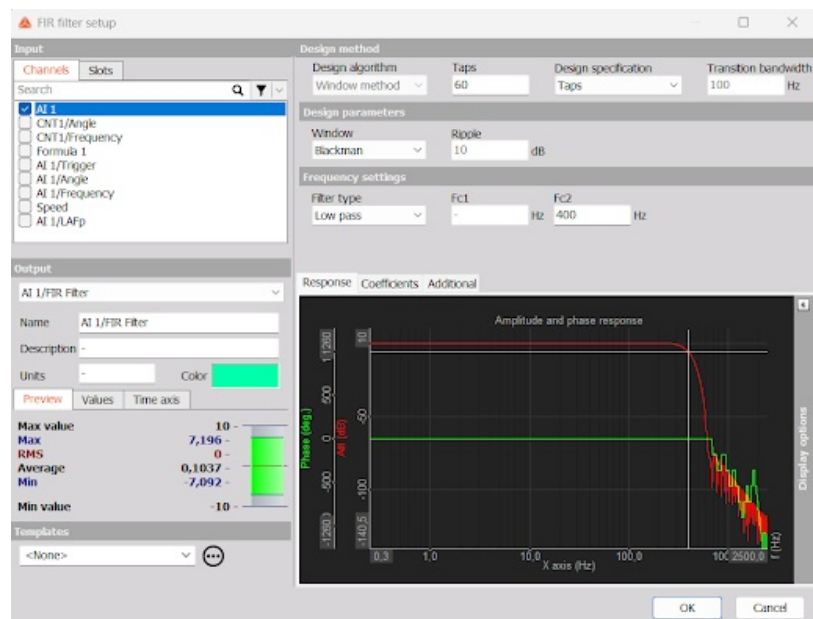 FIR filter setup
Input
Channels Slots
Search
AI 1
CNT1/Angle
CNT1/Frequency
Formula 1
AI 1/Trigger
AI 1/Angle
AI 1/Frequency
Speed
AI 1/LAFp
Output
AI 1/FIR Filter
Name AI 1/FIR Filter
Description -
Units - Color
Preview Values Time axis
Max value 10 -
Max 7,196 -
RMS 0 -
Average 0,1037 -
Min -7,092 -
Min value -10 -
Templates
<None>
Design method
Design algorithm Taps Design specification Transition bandwidth
Window method 60 Taps 100 Hz
Design parameters
Window Ripple
Blackman 10 dB
Frequency settings
Filter type Fc1 Fc2
Low pass - Hz 400 Hz
Response Coefficients Additional
Amplitude and phase response
Phase (deg.)
500
0
-500
-1260,0
10
-50
-100
-140,5
0,3 1,0 10,0 100,0 2500,0 f (Hz)
X axis (Hz)
Display options
OK Cancel